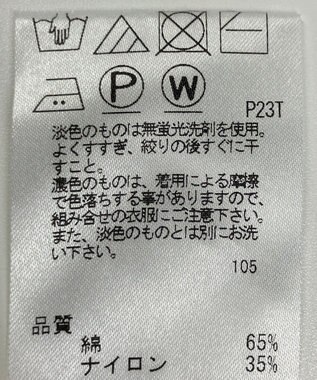 P W
P23T
淡色のものは無蛍光洗剤を使用。
よくすすぎ、絞りの後すぐに干
すこと。
濃色のものは、着用による摩擦
で色落ちする事がありますので、
組み合せの衣服にご注意下さい。
また、淡色のものとは別にお洗
い下さい。
105
品質
綿 65%
ナイロン 35%